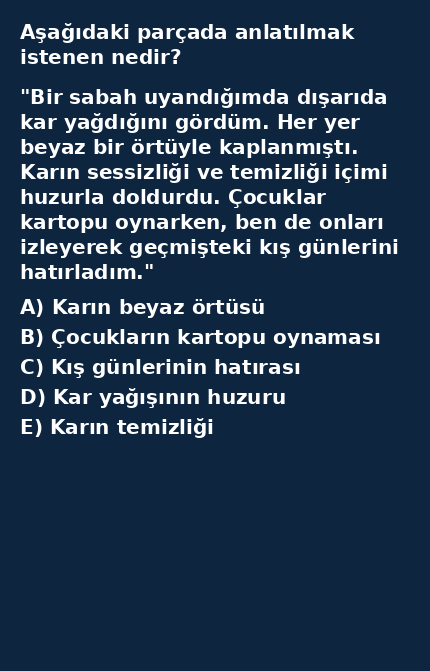 Aşağıdaki parçada anlatılmak
istenen nedir?
"Bir sabah uyandığımda dışarıda
kar yağdığını gördüm. Her yer
beyaz bir örtüyle kaplanmıştı.
Karın sessizliği ve temizliği içimi
huzurla doldurdu. Çocuklar
kartopu oynarken, ben de onları
izleyerek geçmişteki kış günlerini
hatırladım."
A) Karın beyaz örtüsü
B) Çocukların kartopu oynaması
C) Kış günlerinin hatırası
D) Kar yağışının huzuru
E) Karın temizliği